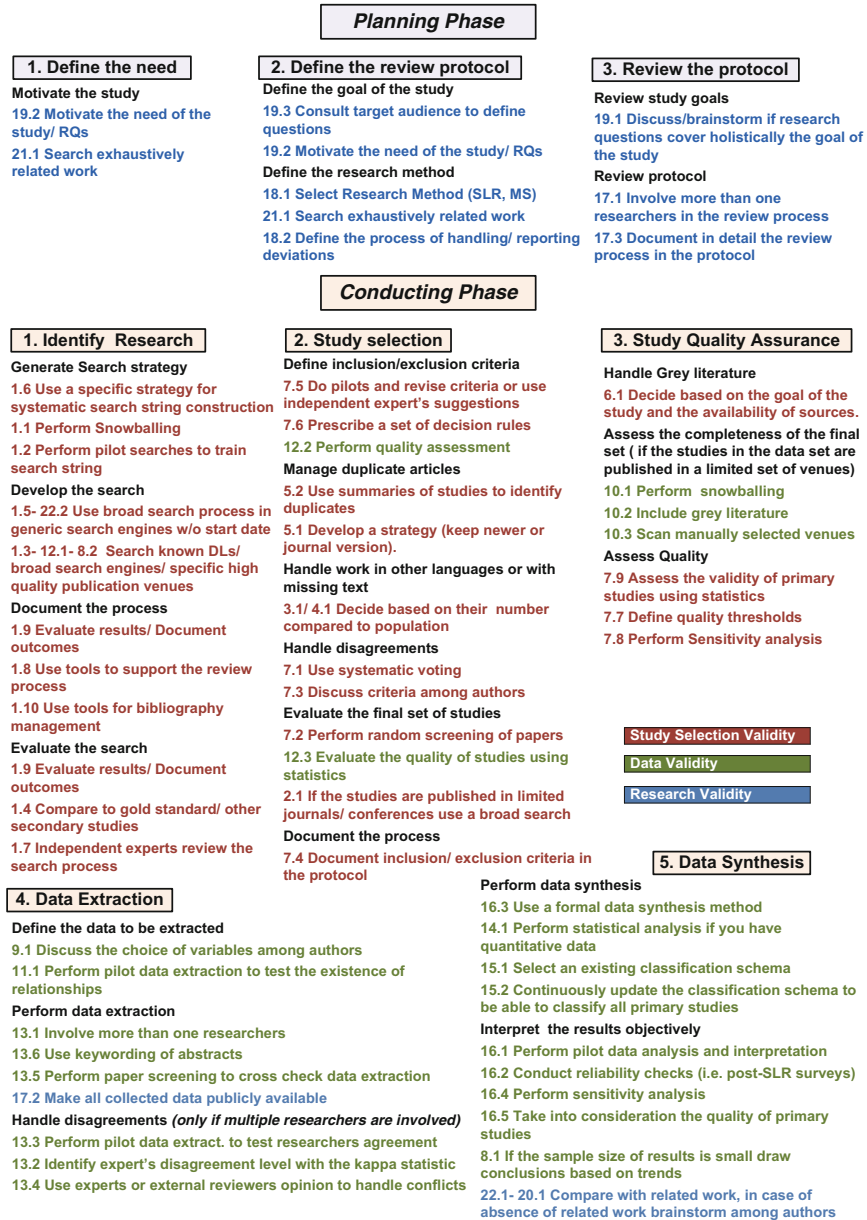 Planning Phase
1. Define the need
Motivate the study
19.2 Motivate the need of the
study/ RQs
21.1 Search exhaustively
related work
2. Define the review protocol
Define the goal of the study
19.3 Consult target audience to define
questions
19.2 Motivate the need of the study/ RQs
Define the research method
18.1 Select Research Method (SLR, MS)
21.1 Search exhaustively related work
18.2 Define the process of handling/ reporting
deviations
3. Review the protocol
Review study goals
19.1 Discuss/brainstorm if research
questions cover holistically the goal of
the study
Review protocol
17.1 Involve more than one
researchers in the review process
17.3 Document in detail the review
process in the protocol
Conducting Phase
1. Identify Research
Generate Search strategy
1.6 Use a specific strategy for
systematic search string construction
1.1 Perform Snowballing
1.2 Perform pilot searches to train
search string
Develop the search
1.5- 22.2 Use broad search process in
generic search engines w/o start date
1.3- 12.1- 8.2 Search known DLs/
broad search engines/ specific high
quality publication venues
Document the process
1.9 Evaluate results/ Document
outcomes
1.8 Use tools to support the review
process
1.10 Use tools for bibliography
management
Evaluate the search
1.9 Evaluate results/ Document
outcomes
1.4 Compare to gold standard/ other
secondary studies
1.7 Independent experts review the
search process
2. Study selection
Define inclusion/exclusion criteria
7.5 Do pilots and revise criteria or use
independent expert's suggestions
7.6 Prescribe a set of decision rules
12.2 Perform quality assessment
Manage duplicate articles
5.2 Use summaries of studies to identify
duplicates
5.1 Develop a strategy (keep newer or
journal version).
Handle work in other languages or with
missing text
3.1/ 4.1 Decide based on their number
compared to population
Handle disagreements
7.1 Use systematic voting
7.3 Discuss criteria among authors
Evaluate the final set of studies
7.2 Perform random screening of papers
12.3 Evaluate the quality of studies using
statistics
2.1 If the studies are published in limited
journals/ conferences use a broad search
Document the process
7.4 Document inclusion/ exclusion criteria in
the protocol
3. Study Quality Assurance
Handle Grey literature
6.1 Decide based on the goal of the
study and the availability of sources.
Assess the completeness of the final
set ( if the studies in the data set are
published in a limited set of venues)
10.1 Perform snowballing
10.2 Include grey literature
10.3 Scan manually selected venues
Assess Quality
7.9 Assess the validity of primary
studies using statistics
7.7 Define quality thresholds
7.8 Perform Sensitivity analysis
Study Selection Validity
Data Validity
Research Validity
4. Data Extraction
Define the data to be extracted
9.1 Discuss the choice of variables among authors
11.1 Perform pilot data extraction to test the existence of
relationships
Perform data extraction
13.1 Involve more than one researchers
13.6 Use keywording of abstracts
13.5 Perform paper screening to cross check data extraction
17.2 Make all collected data publicly available
Handle disagreements (only if multiple researchers are involved)
13.3 Perform pilot data extract. to test researchers agreement
13.2 Identify expert's disagreement level with the kappa statistic
13.4 Use experts or external reviewers opinion to handle conflicts
5. Data Synthesis
Perform data synthesis
16.3 Use a formal data synthesis method
14.1 Perform statistical analysis if you have
quantitative data
15.1 Select an existing classification schema
15.2 Continuously update the classification schema to
be able to classify all primary studies
Interpret the results objectively
16.1 Perform pilot data analysis and interpretation
16.2 Conduct reliability checks (i.e. post-SLR surveys)
16.4 Perform sensitivity analysis
16.5 Take into consideration the quality of primary
studies
8.1 If the sample size of results is small draw
conclusions based on trends
22.1- 20.1 Compare with related work, in case of
absence of related work brainstorm among authors